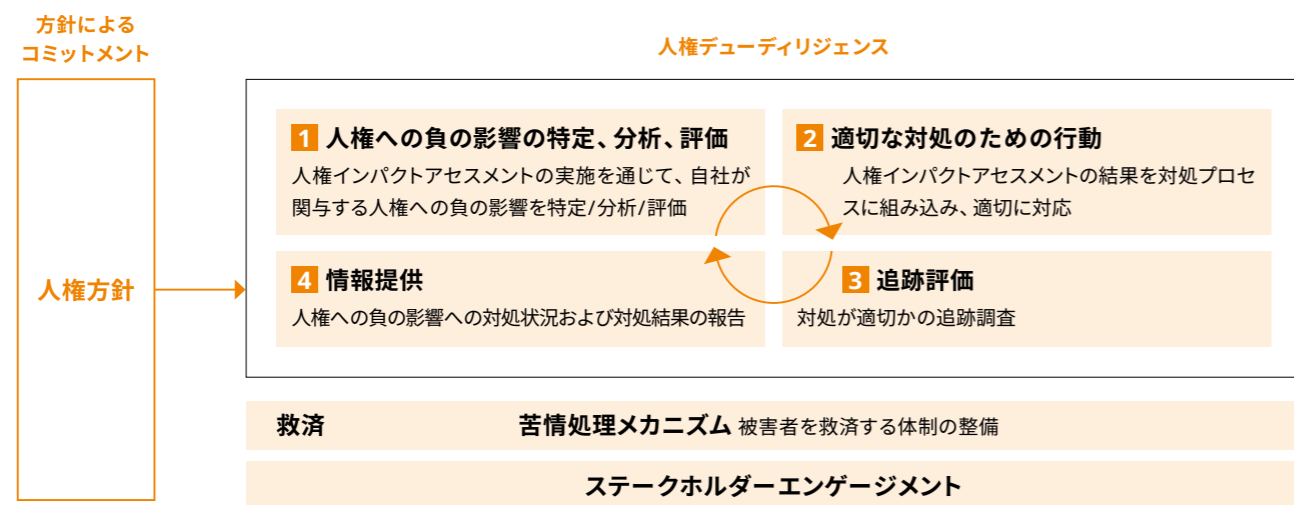 方針による
コミットメント
人権方針
人権デューディリジェンス
1 人権への負の影響の特定、分析、評価
人権インパクトアセスメントの実施を通じて、自社が
関与する人権への負の影響を特定/分析/評価
2 適切な対処のための行動
人権インパクトアセスメントの結果を対処プロセ
スに組み込み、適切に対応
4 情報提供
人権への負の影響への対処状況および対処結果の報告
3 追跡評価
対処が適切かの追跡調査
救済 苦情処理メカニズム 被害者を救済する体制の整備
ステークホルダーエンゲージメント